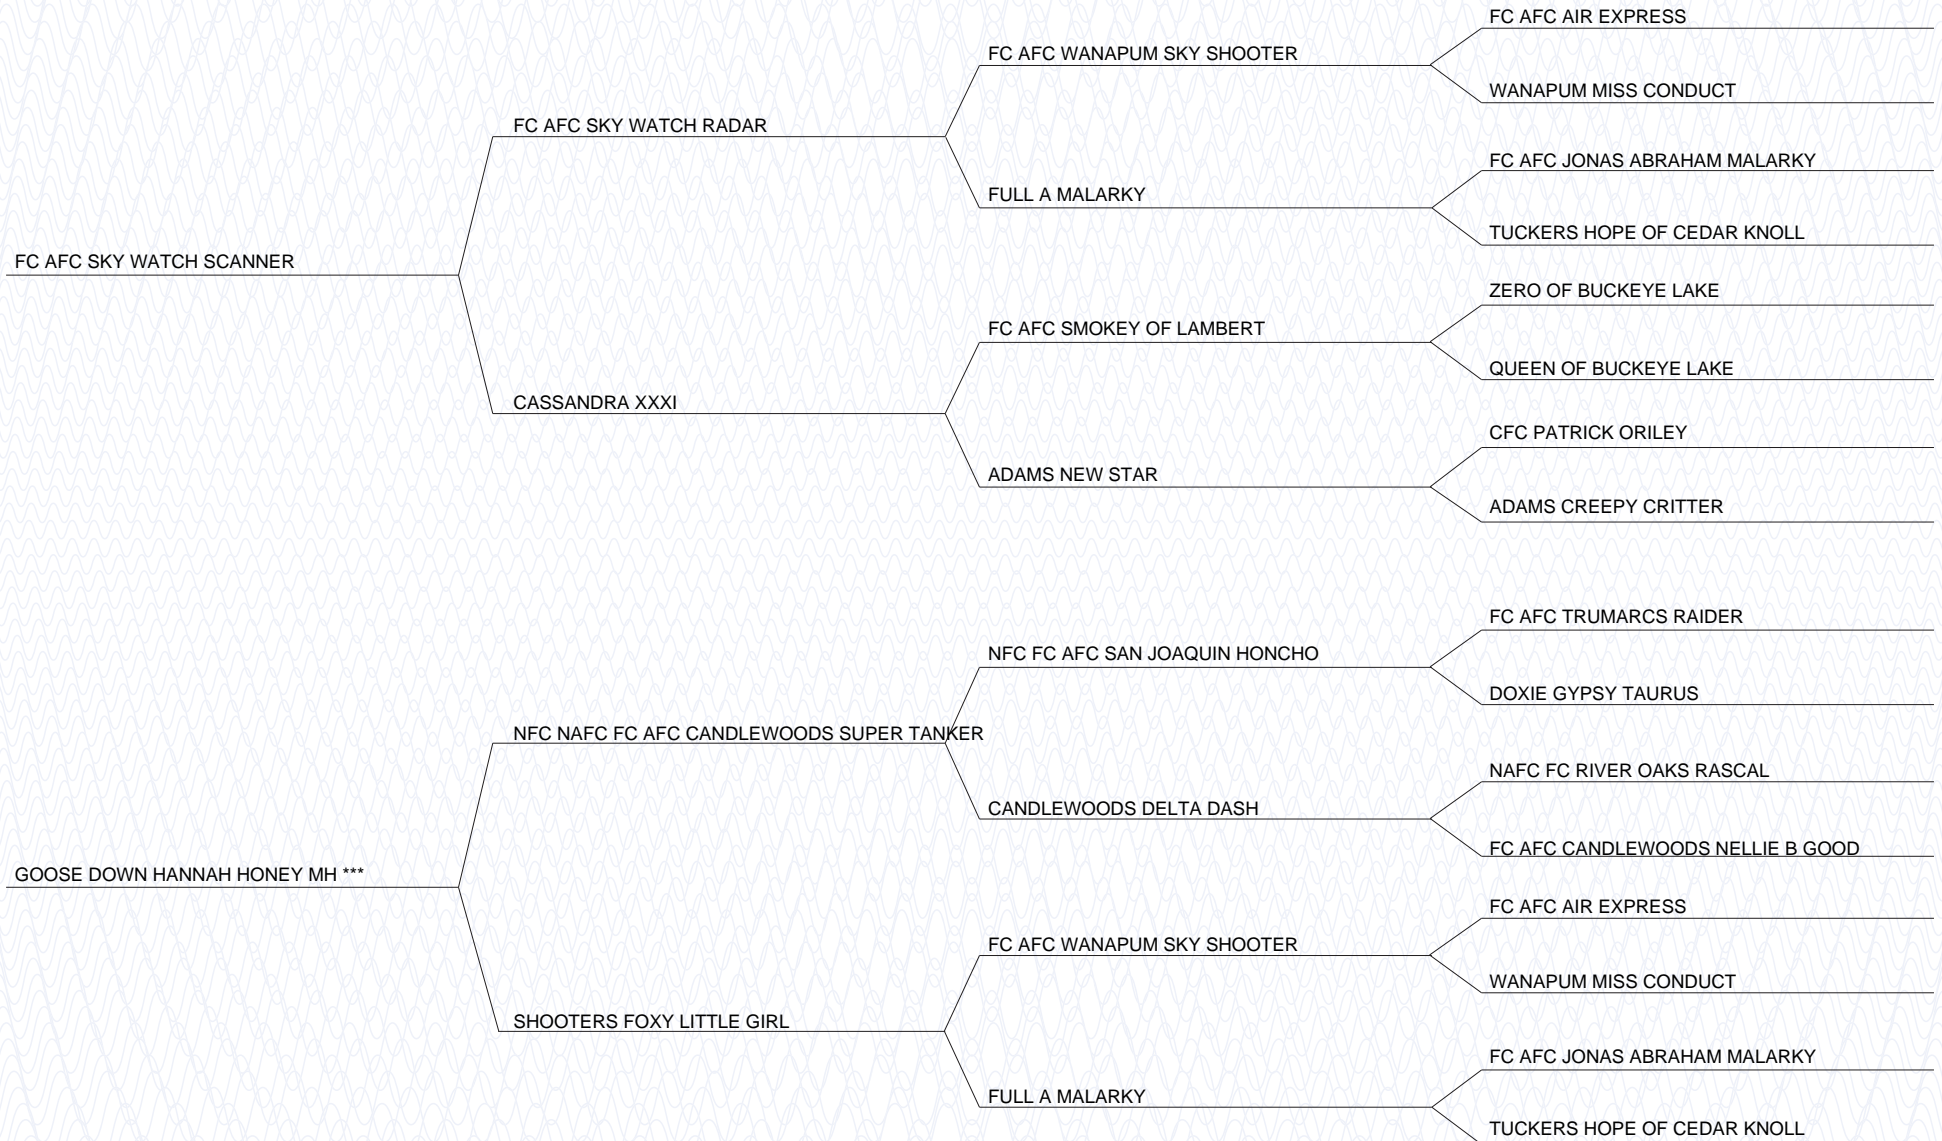 FC AFC AIR EXPRESS
FC AFC WANAPUM SKY SHOOTER
WANAPUM MISS CONDUCT
FC AFC SKY WATCH RADAR
FC AFC JONAS ABRAHAM MALARKY
FULL A MALARKY
TUCKERS HOPE OF CEDAR KNOLL
FC AFC SKY WATCH SCANNER
ZERO OF BUCKEYE LAKE
FC AFC SMOKEY OF LAMBERT
QUEEN OF BUCKEYE LAKE
CASSANDRA XXXI
CFC PATRICK ORILEY
ADAMS NEW STAR
ADAMS CREEPY CRITTER
FC AFC TRUMARCS RAIDER
NFC FC AFC SAN JOAQUIN HONCHO
DOXIE GYPSY TAURUS
NFC NAFC FC AFC CANDLEWOODS SUPER TANKER
NAFC FC RIVER OAKS RASCAL
CANDLEWOODS DELTA DASH
FC AFC CANDLEWOODS NELLIE B GOOD
GOOSE DOWN HANNAH HONEY MH ***
FC AFC AIR EXPRESS
FC AFC WANAPUM SKY SHOOTER
WANAPUM MISS CONDUCT
SHOOTERS FOXY LITTLE GIRL
FC AFC JONAS ABRAHAM MALARKY
FULL A MALARKY
TUCKERS HOPE OF CEDAR KNOLL